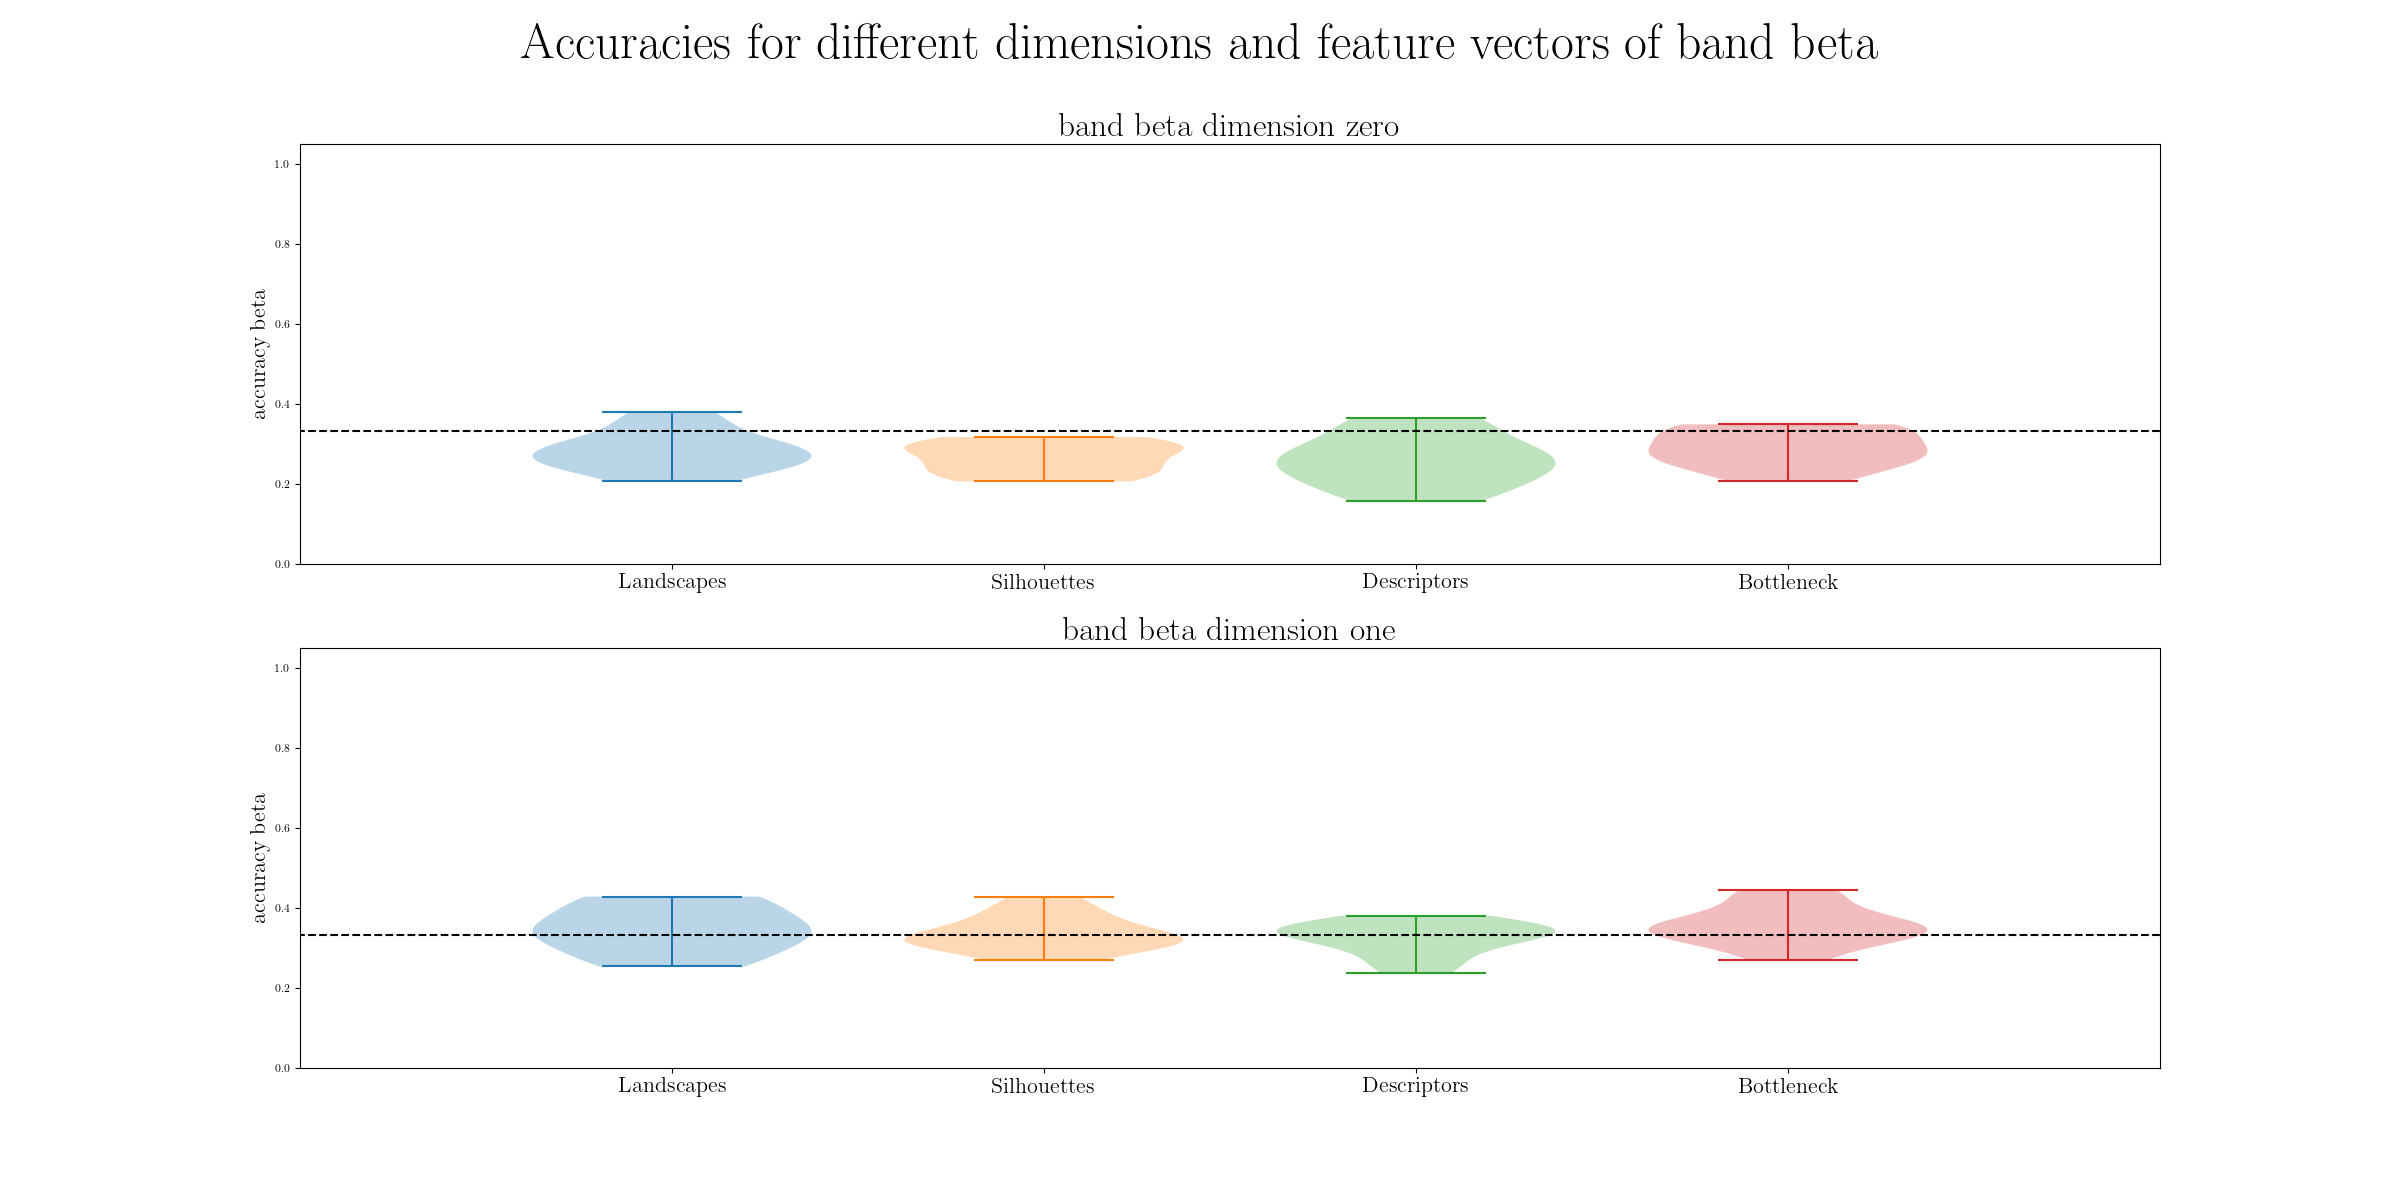 Accuracies for different dimensions and feature vectors of band beta
band beta dimension zero
1.0
0.8
0.6
0.4
0.2
0.0
accuracy beta
Landscapes Silhouettes Descriptors Bottleneck
band beta dimension one
1.0
0.8
0.6
0.4
0.2
0.0
accuracy beta
Landscapes Silhouettes Descriptors Bottleneck